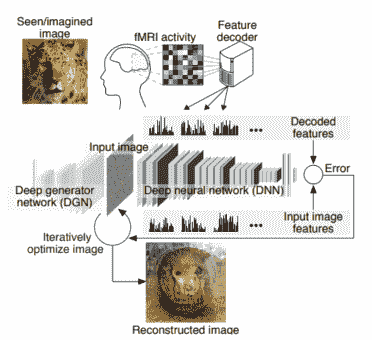 Seen/imagined
image
fMRI activity
Feature
decoder
Decoded
features
Input image
Deep generator
network (DGN)
Deep neural network (DNN)
Error
Input image
features
Iteratively
optimize image
Reconstructed image